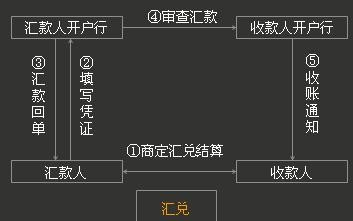 汇款人开户行
④审查汇款
收款人开户行
③汇款回单
②填写凭证
⑤收账通知
①商定汇兑结算
汇款人
收款人
汇兑